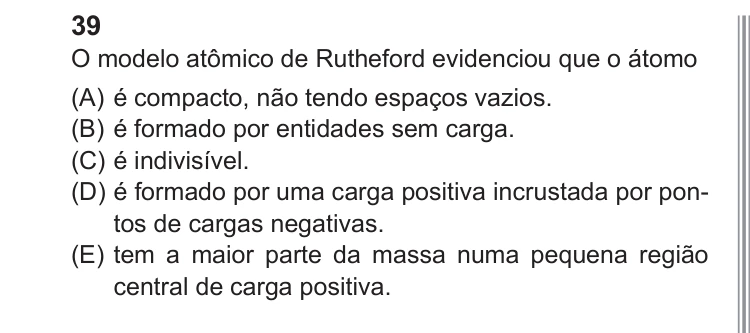 39
O modelo atômico de Rutheford evidenciou que o átomo
(A) é compacto, não tendo espaços vazios.
(B) é formado por entidades sem carga.
(C) é indivisível.
(D) é formado por uma carga positiva incrustada por pon-
tos de cargas negativas.
(E) tem a maior parte da massa numa pequena região
central de carga positiva.